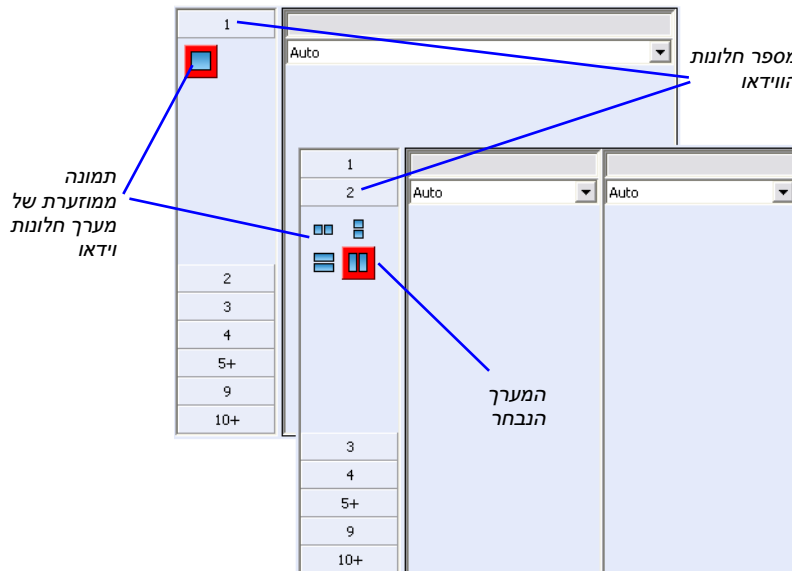 1
Auto
מספר חלונות
הווידאו
תמונה
ממוזערת של
מערך חלונות
וידאו
2
3
4
5+
9
10+
1
2
Auto
Auto
המערך
הנבחר
3
4
5+
9
10+